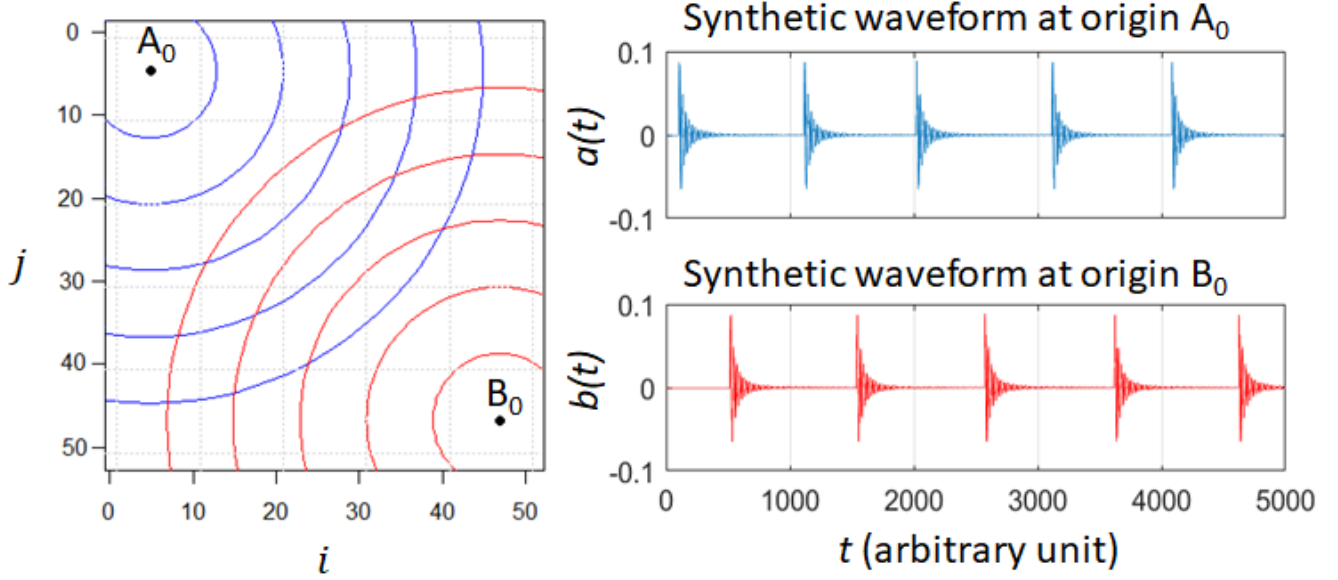 0
10
20
30
40
50
j
A₀
B₀
0 10 20 30 40 50
i
Synthetic waveform at origin A₀
0.1
0
-0.1
a(t)
Synthetic waveform at origin B₀
0.1
0
-0.1
b(t)
0 1000 2000 3000 4000 5000
t (arbitrary unit)